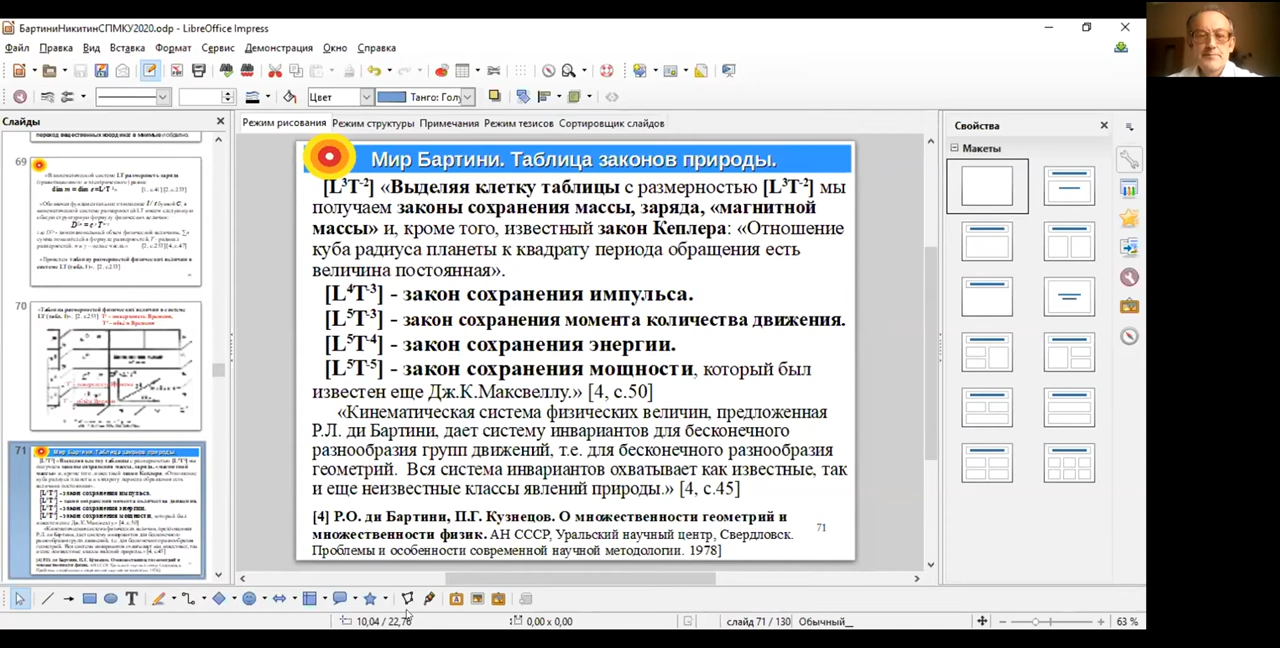 БартиниНикитинСПМКУ2020.odp - LibreOffice Impress
Файл Правка Вид Вставка Формат Сервис Демонстрация Окно Справка
Цвет Танго: Голу
Слайды
Режим рисования Режим структуры Примечания Режим тезисов Сортировщик слайдов
Свойства
Макеты
69
70
71
Мир Бартини. Таблица законов природы.
[L³T⁻²] «Выделяя клетку таблицы с размерностью [L³T⁻²] мы
получаем законы сохранения массы, заряда, «магнитной
массы» и, кроме того, известный закон Кеплера: «Отношение
куба радиуса планеты к квадрату периода обращения есть
величина постоянная».
[L⁴T⁻³] - закон сохранения импульса.
[L⁵T⁻³] - закон сохранения момента количества движения.
[L⁵T⁻⁴] - закон сохранения энергии.
[L⁵T⁻⁵] - закон сохранения мощности, который был
известен еще Дж.К.Максвеллу.» [4, с.50]
«Кинематическая система физических величин, предложенная
Р.Л. ди Бартини, дает систему инвариантов для бесконечного
разнообразия групп движений, т.е. для бесконечного разнообразия
геометрий. Вся система инвариантов охватывает как известные, так
и еще неизвестные классы явлений природы.» [4, с.45]
[4) Р.О. ди Бартини, П.Г. Кузнецов. О множественности геометрий и
множественности физик. АН СССР, Уральский научный центр, Свердловск.
Проблемы и особенности современной научной методологии. 1978]
71
10,04 / 22,76 0,00 x 0,00 слайд 71 / 130 Обычный_ 63 %